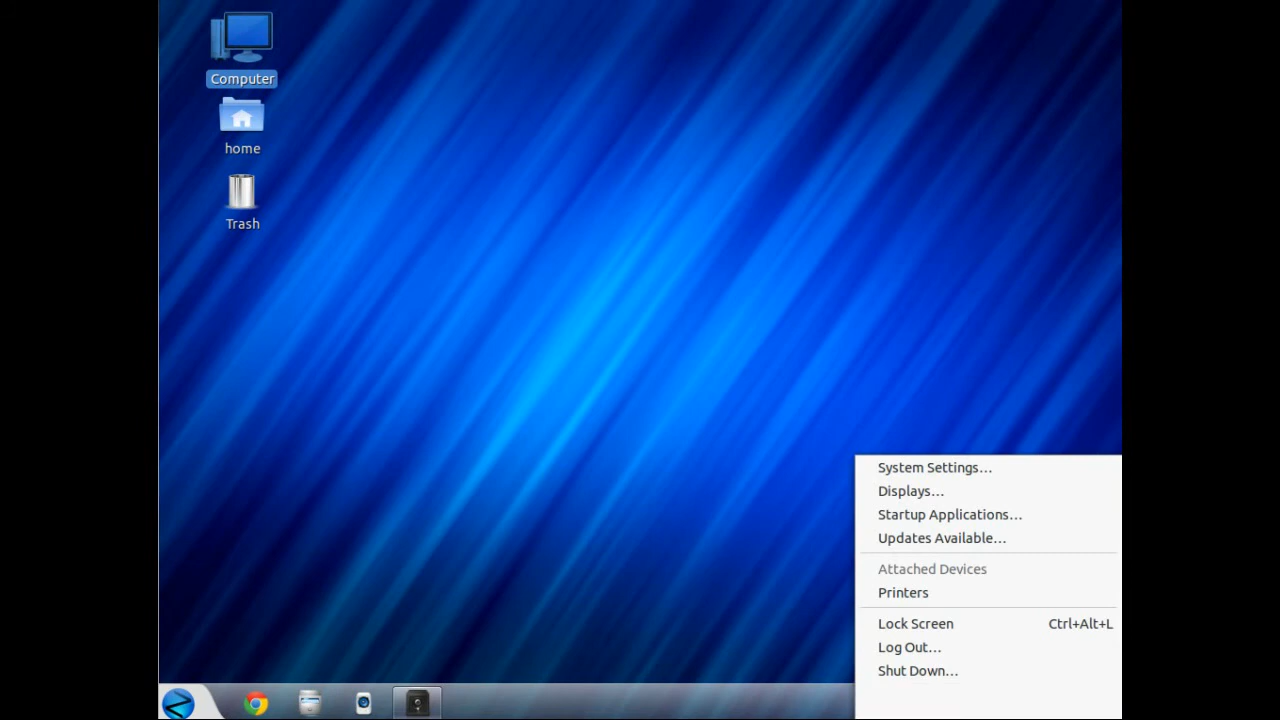 Computer
home
Trash
System Settings...
Displays...
Startup Applications...
Updates Available...
Attached Devices
Printers
Lock Screen Ctrl+Alt+L
Log Out...
Shut Down...